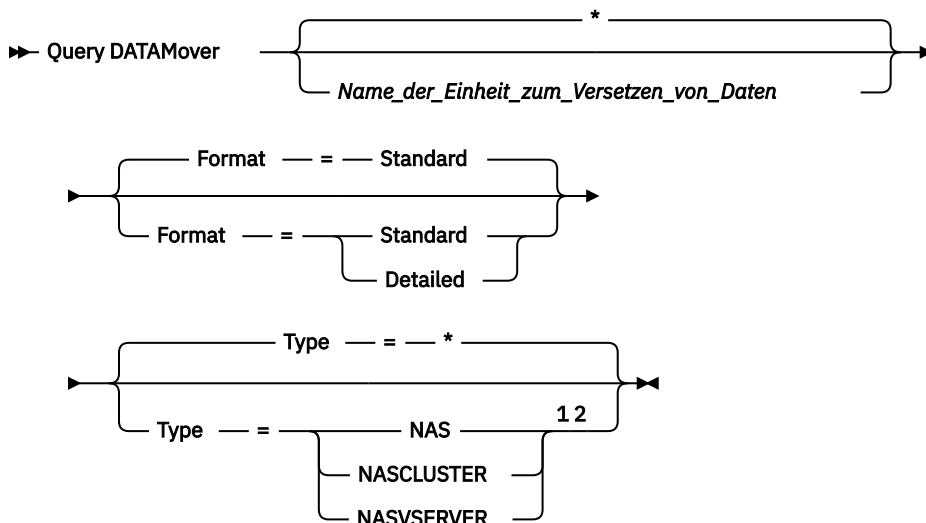 *
Query DATAMover
Name_der_Einheit_zum_Versetzen_von_Daten
Format = Standard
Format = Standard
Detailed
Type = *
Type = NAS 1 2
NASCLUSTER
NASVSERVER